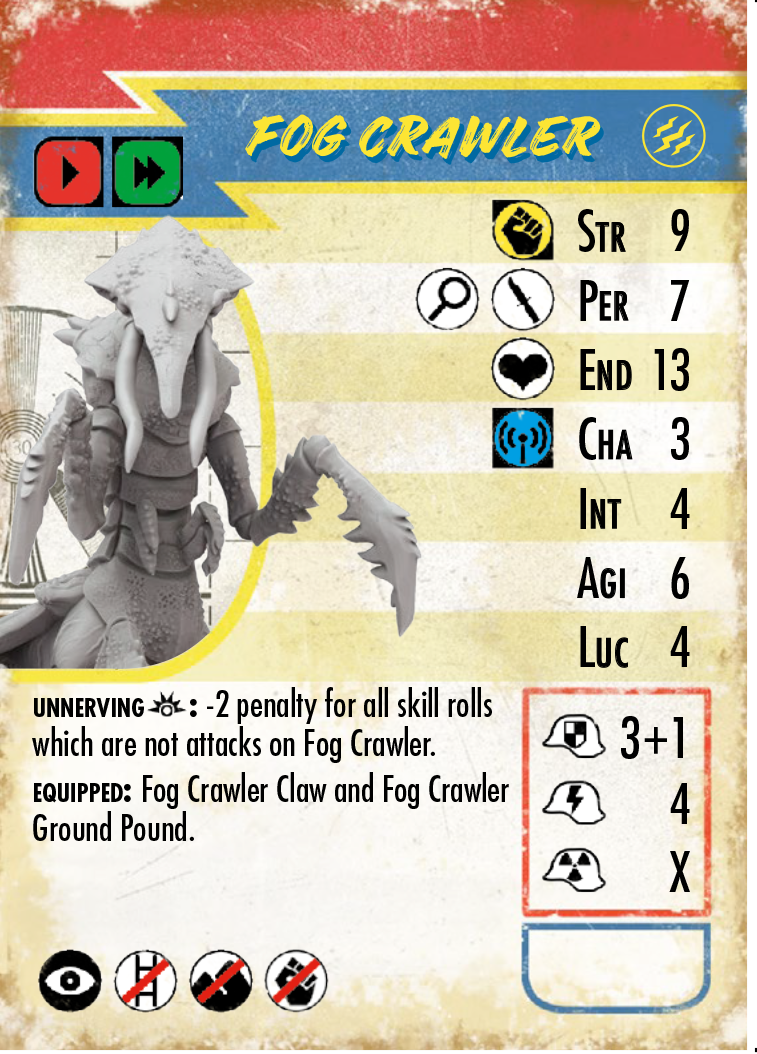 FOG CRAWLER
STR 9
PER 7
END 13
CHA 3
INT 4
AGI 6
LUC 4
30
UNNERVING: -2 penalty for all skill rolls
which are not attacks on Fog Crawler.
EQUIPPED: Fog Crawler Claw and Fog Crawler
Ground Pound.
3+1
4
X